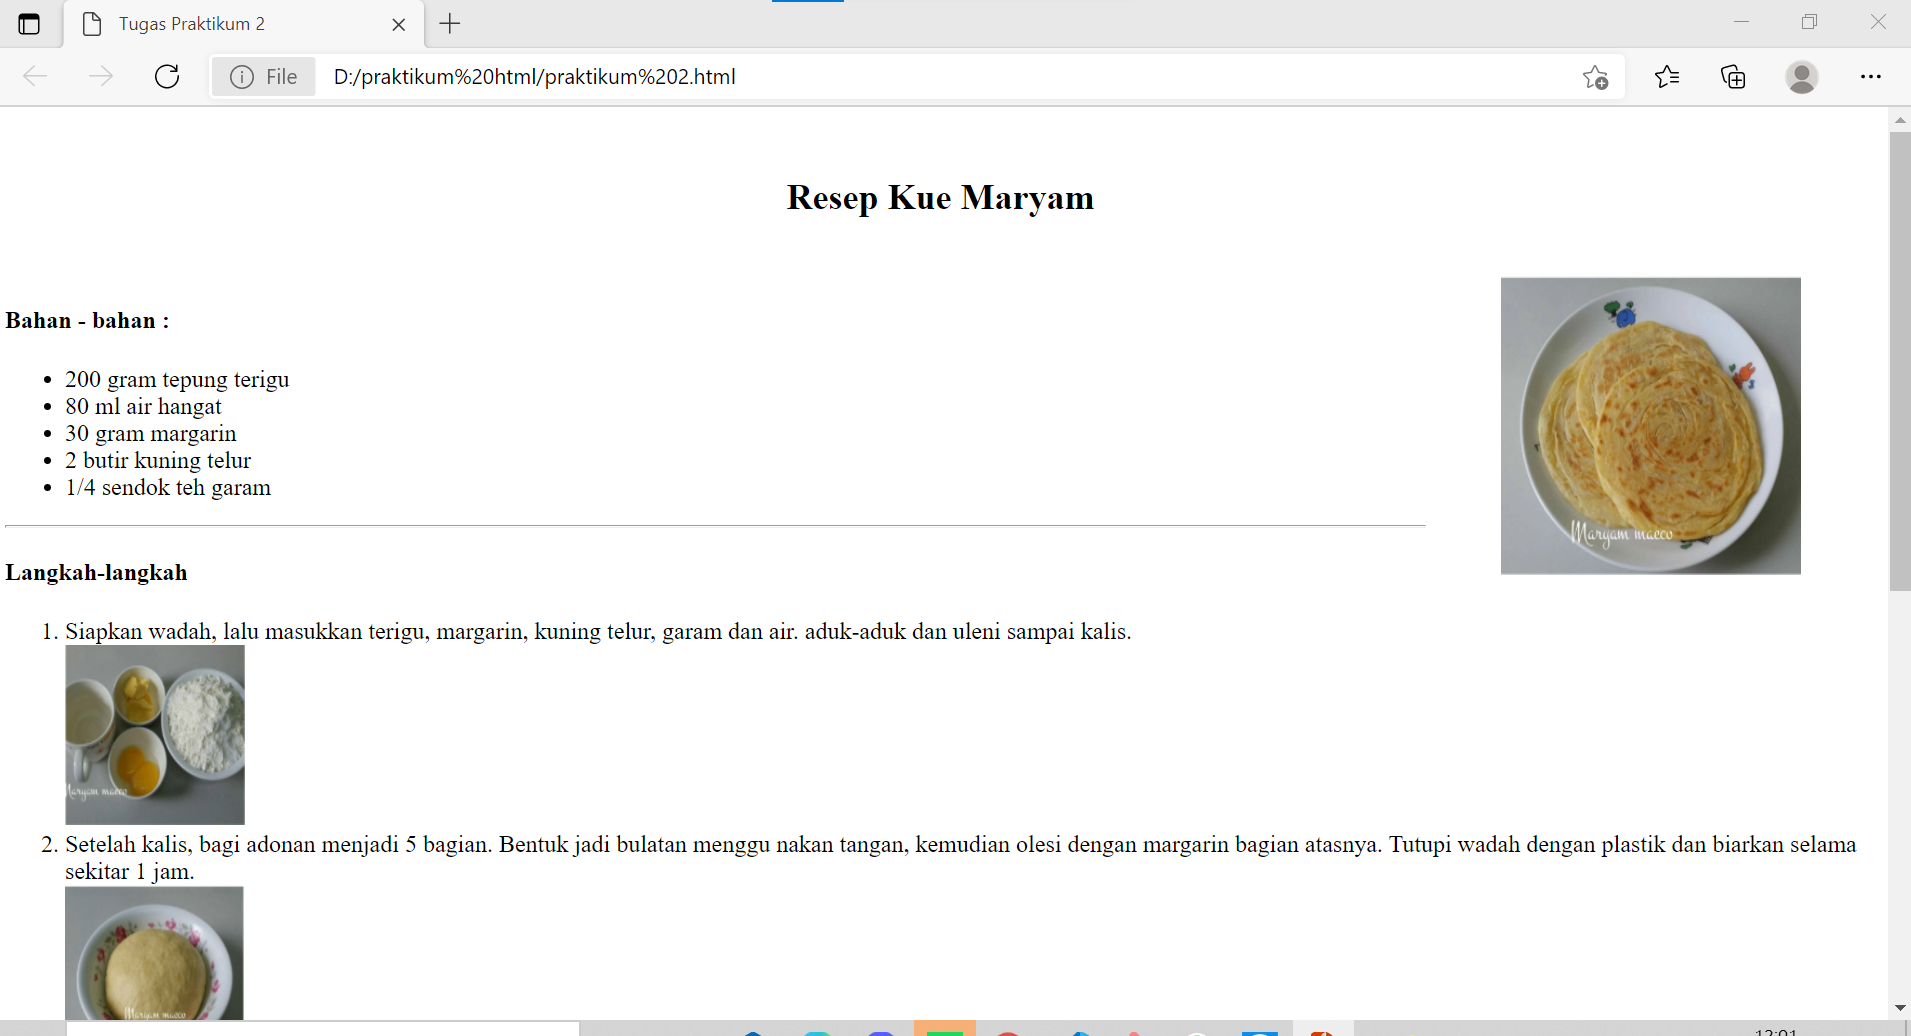 Tugas Praktikum 2
File
D:/praktikum%20html/praktikum%202.html
Resep Kue Maryam
Bahan - bahan :
200 gram tepung terigu
80 ml air hangat
30 gram margarin
2 butir kuning telur
1/4 sendok teh garam
Maryam maeco
Langkah-langkah
1. Siapkan wadah, lalu masukkan terigu, margarin, kuning telur, garam dan air. aduk-aduk dan uleni sampai kalis.
Maryam maeco
2. Setelah kalis, bagi adonan menjadi 5 bagian. Bentuk jadi bulatan menggu nakan tangan, kemudian olesi dengan margarin bagian atasnya. Tutupi wadah dengan plastik dan biarkan selama
sekitar 1 jam.
Maryam maeco